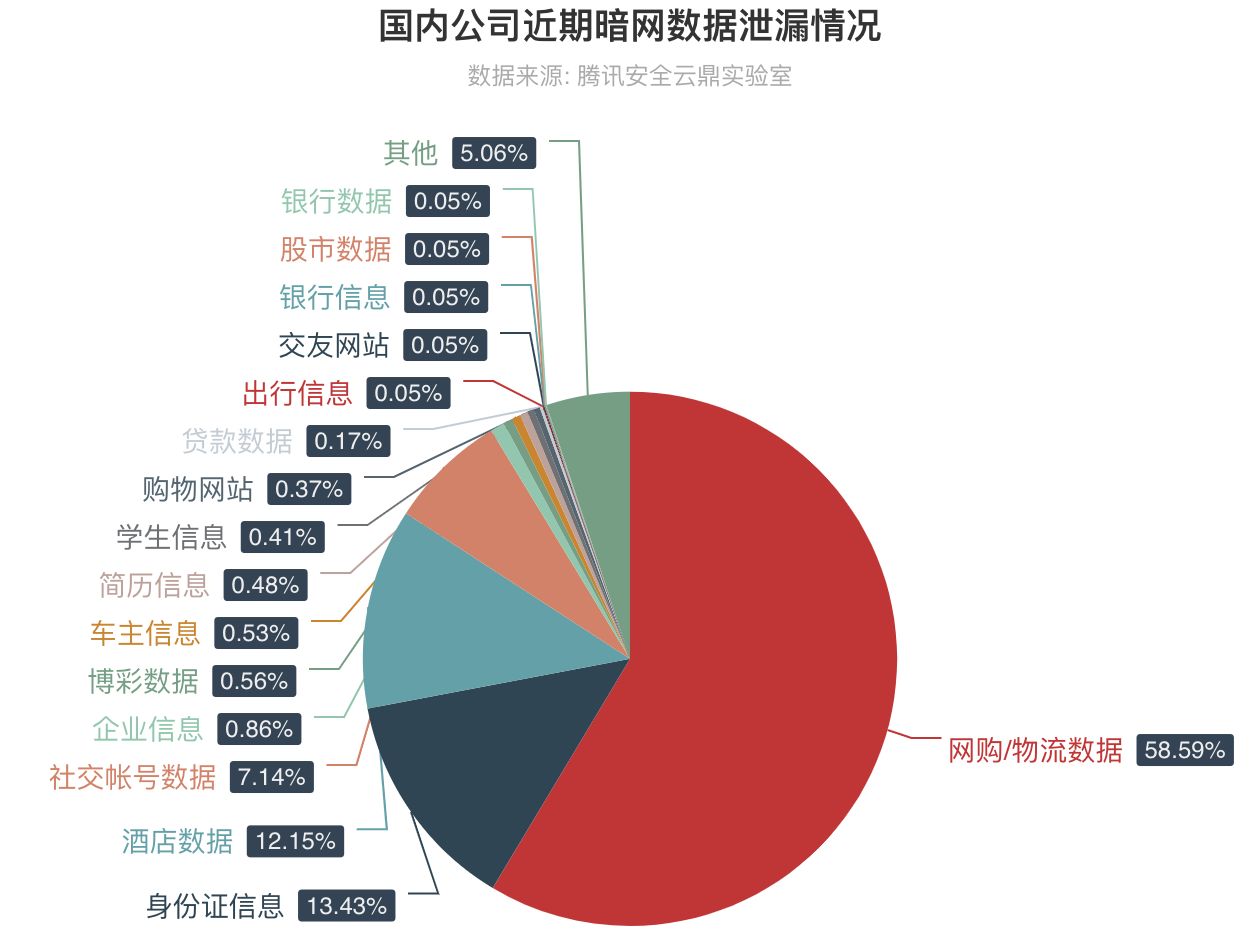 国内公司近期暗网数据泄漏情况
数据来源: 腾讯安全云鼎实验室
其他 5.06%
银行数据 0.05%
股市数据 0.05%
银行信息 0.05%
交友网站 0.05%
出行信息 0.05%
贷款数据 0.17%
购物网站 0.37%
学生信息 0.41%
简历信息 0.48%
车主信息 0.53%
博彩数据 0.56%
企业信息 0.86%
网购/物流数据 58.59%
社交帐号数据 7.14%
酒店数据 12.15%
身份证信息 13.43%